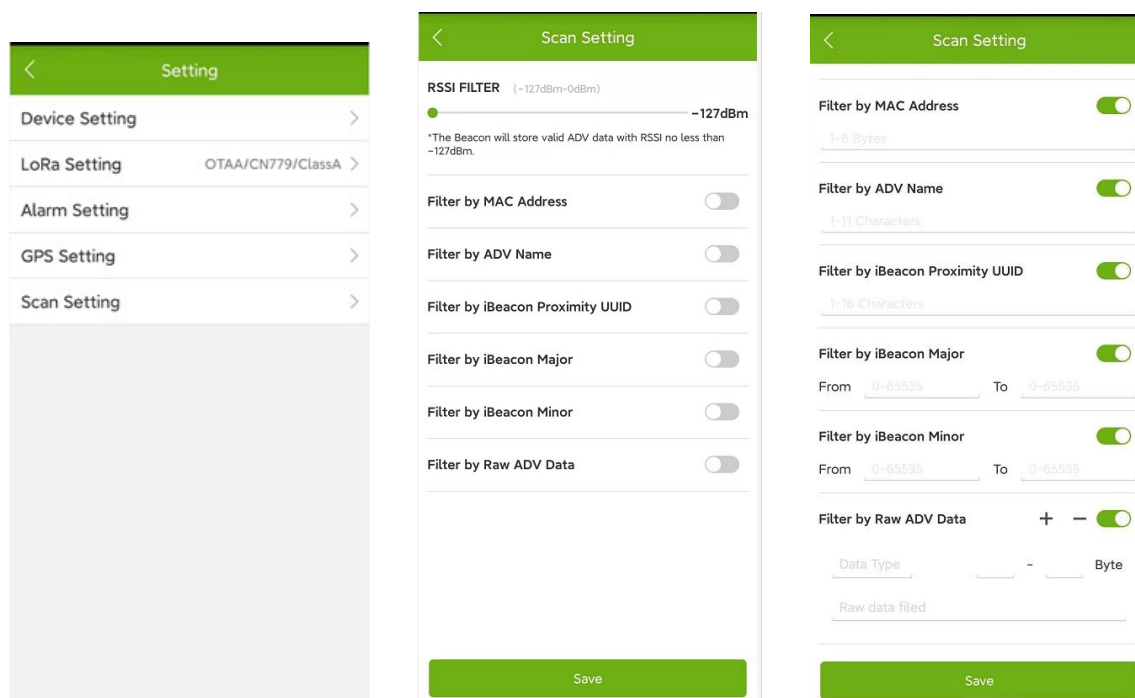 Setting
Device Setting
LoRa Setting OTAA/CN779/ClassA
Alarm Setting
GPS Setting
Scan Setting
Scan Setting
RSSI FILTER (-127dBm-0dBm)
-127dBm
*The Beacon will store valid ADV data with RSSI no less than
-127dBm.
Filter by MAC Address
Filter by ADV Name
Filter by iBeacon Proximity UUID
Filter by iBeacon Major
Filter by iBeacon Minor
Filter by Raw ADV Data
Save
Scan Setting
Filter by MAC Address
1-6 Bytes
Filter by ADV Name
1-11 Characters
Filter by iBeacon Proximity UUID
1-16 Characters
Filter by iBeacon Major
From 0-65535 To 0-65535
Filter by iBeacon Minor
From 0-65535 To 0-65535
Filter by Raw ADV Data + −
Data Type ~ Byte
Raw data filed
Save